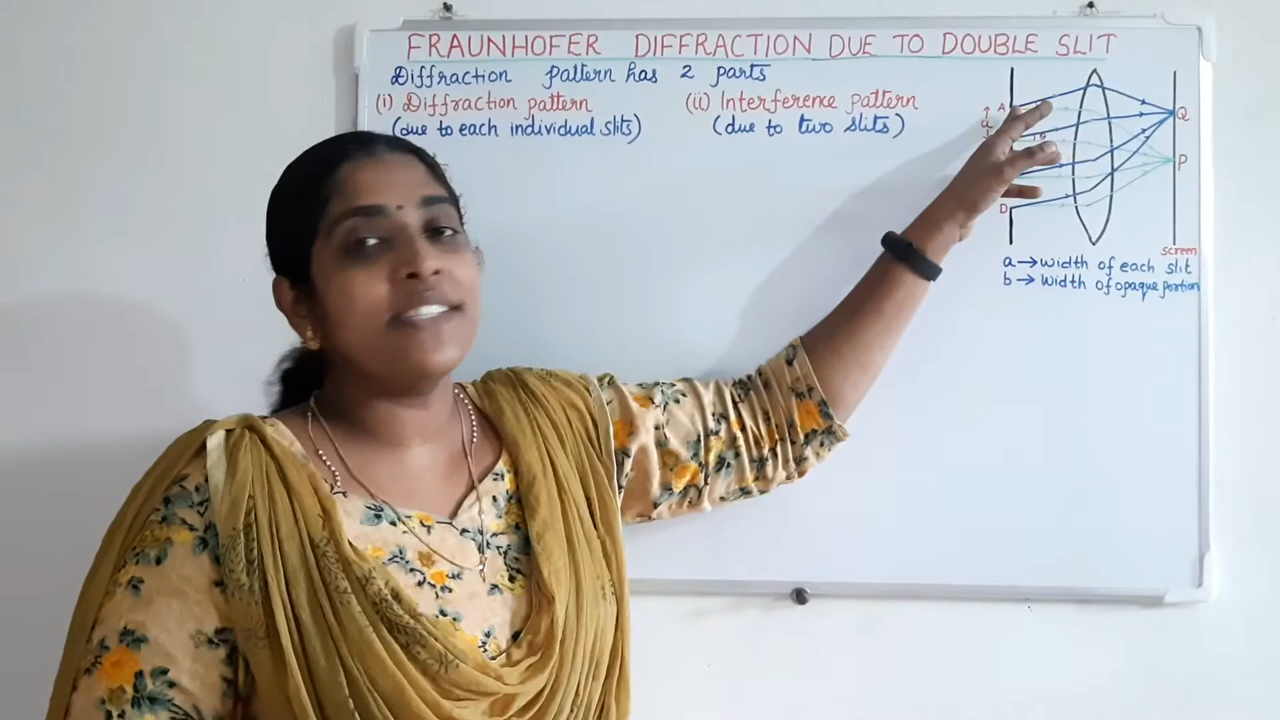 FRAUNHOFER DIFFRACTION DUE TO DOUBLE SLIT
Diffraction pattern has 2 parts
(i) Diffraction pattern
(due to each individual slits)
(ii) Interference pattern
(due to two slits)
A
a
θ
D
Q
P
screen
a → width of each slit
b → width of opaque portion